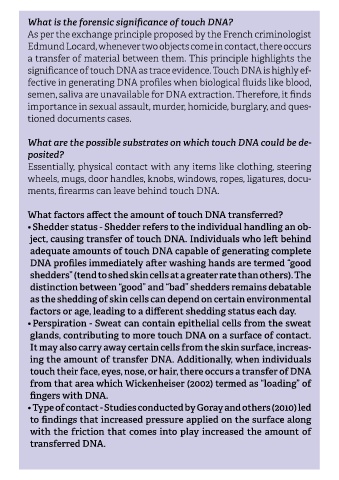 What is the forensic significance of touch DNA?
As per the exchange principle proposed by the French criminologist
Edmund Locard, whenever two objects come in contact, there occurs
a transfer of material between them. This principle highlights the
significance of touch DNA as trace evidence. Touch DNA is highly ef-
fective in generating DNA profiles when biological fluids like blood,
semen, saliva are unavailable for DNA extraction. Therefore, it finds
importance in sexual assault, murder, homicide, burglary, and ques-
tioned documents cases.
What are the possible substrates on which touch DNA could be de-
posited?
Essentially, physical contact with any items like clothing, steering
wheels, mugs, door handles, knobs, windows, ropes, ligatures, docu-
ments, firearms can leave behind touch DNA.
What factors affect the amount of touch DNA transferred?
• Shedder status - Shedder refers to the individual handling an ob-
ject, causing transfer of touch DNA. Individuals who left behind
adequate amounts of touch DNA capable of generating complete
DNA profiles immediately after washing hands are termed “good
shedders” (tend to shed skin cells at a greater rate than others). The
distinction between “good” and “bad” shedders remains debatable
as the shedding of skin cells can depend on certain environmental
factors or age, leading to a different shedding status each day.
• Perspiration - Sweat can contain epithelial cells from the sweat
glands, contributing to more touch DNA on a surface of contact.
It may also carry away certain cells from the skin surface, increas-
ing the amount of transfer DNA. Additionally, when individuals
touch their face, eyes, nose, or hair, there occurs a transfer of DNA
from that area which Wickenheiser (2002) termed as “loading” of
fingers with DNA.
• Type of contact - Studies conducted by Goray and others (2010) led
to findings that increased pressure applied on the surface along
with the friction that comes into play increased the amount of
transferred DNA.